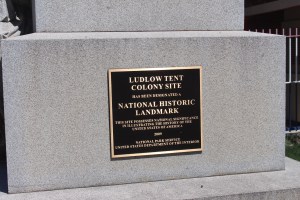 LUDLOW TENT
COLONY SITE
HAS BEEN DESIGNATED A
NATIONAL HISTORIC
LANDMARK
THIS SITE POSSESSES NATIONAL SIGNIFICANCE
IN ILLUSTRATING THE HISTORY OF THE
UNITED STATES OF AMERICA
2009
NATIONAL PARK SERVICE
UNITED STATES DEPARTMENT OF THE INTERIOR